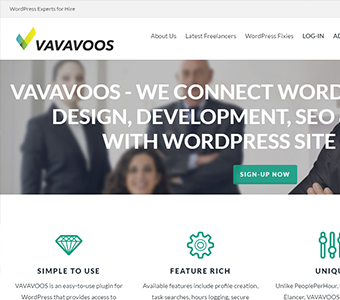 WordPress Experts for Hire
VAVAVOOS
About Us Latest Freelancers WordPress Fixies LOG-IN
VAVAVOOS - WE CONNECT WORD
DESIGN, DEVELOPMENT, SEO
WITH WORDPRESS SITE
SIGN-UP NOW
SIMPLE TO USE FEATURE RICH UNIQU
VAVAVOOS is an easy-to-use plugin for Available features include profile creation, Unlike PeoplePerHour,
WordPress that provides access to task searches, hours logging, secure Elancer, VAVAVOOS